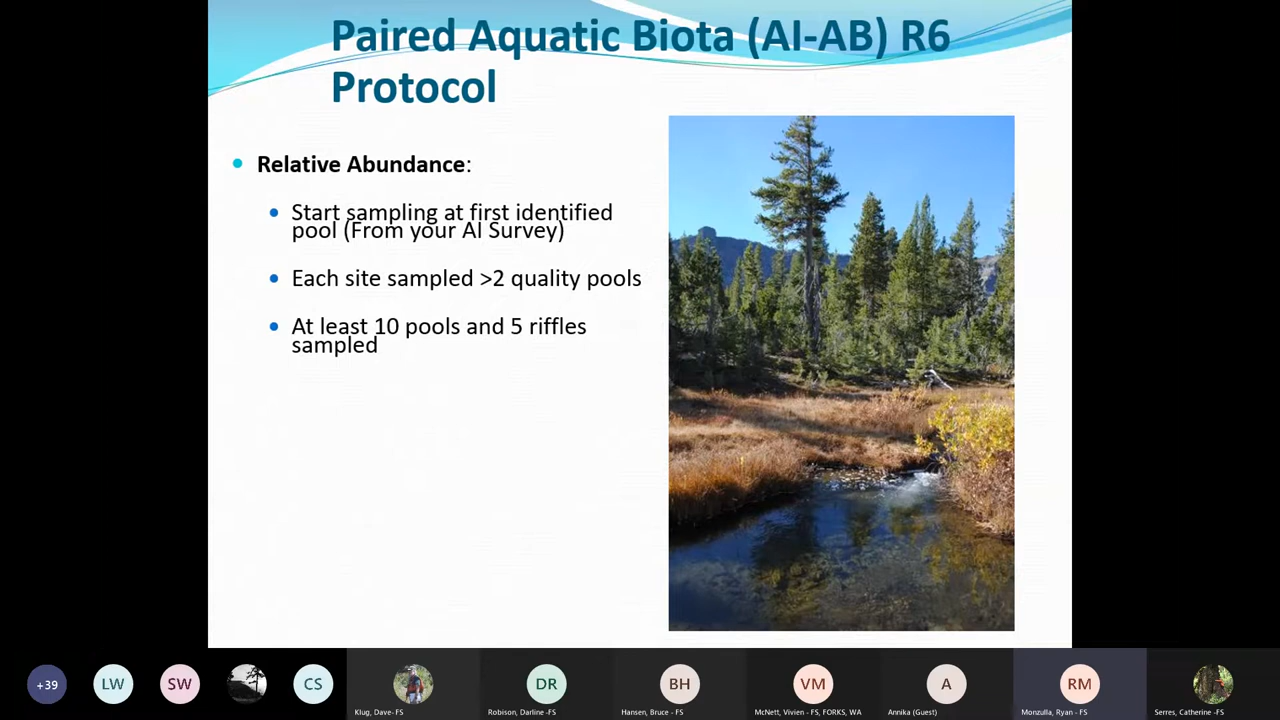 Paired Aquatic Biota (AI-AB) R6
Protocol
Relative Abundance:
Start sampling at first identified
pool (From your AI Survey)
Each site sampled >2 quality pools
At least 10 pools and 5 riffles
sampled
+39
LW
SW
CS
DR
BH
VM
A
RM
Klug, Dave- FS
Robison, Darline -FS
Hansen, Bruce - FS
McNett, Vivien - FS, FORKS, WA
Annika (Guest)
Monzulla, Ryan - FS
Serres, Catherine -FS